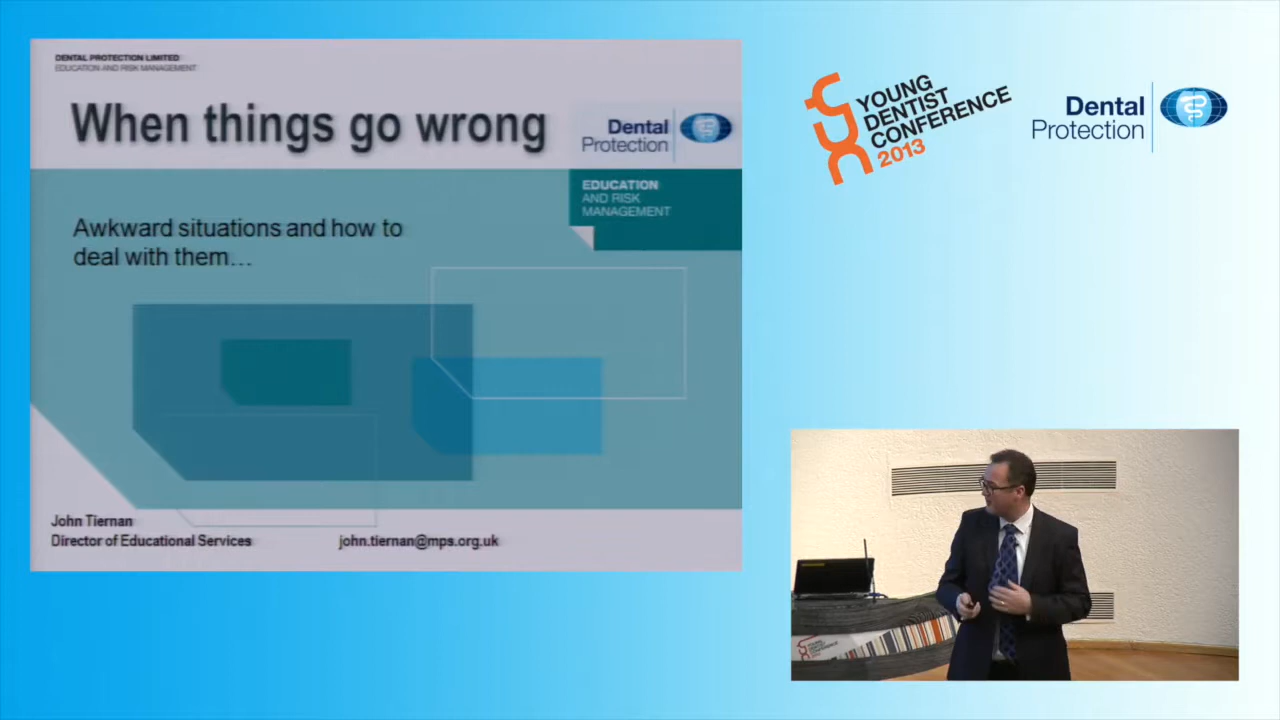 DENTAL PROTECTION LIMITED
EDUCATION AND RISK MANAGEMENT
When things go wrong
Dental
Protection
EDUCATION
AND RISK
MANAGEMENT
Awkward situations and how to
deal with them…
John Tiernan
Director of Educational Services
john.tiernan@mps.org.uk
YOUNG
DENTIST
CONFERENCE
2013
Dental
Protection